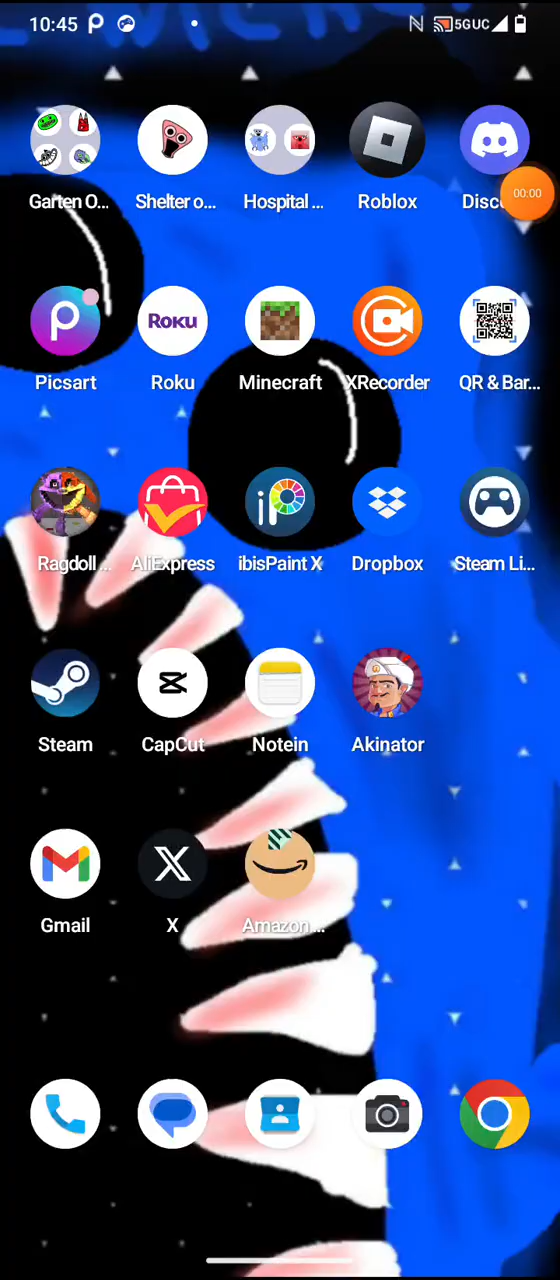 10:45
5GUC
Garten O...
Shelter o...
Hospital ...
Roblox
Disc
00:00
Roku
Picsart
Roku
Minecraft
XRecorder
QR & Bar...
iP
Ragdoll ...
AliExpress
ibisPaint X
Dropbox
Steam Li...
Steam
CapCut
Notein
Akinator
Gmail
X
Amazon ...